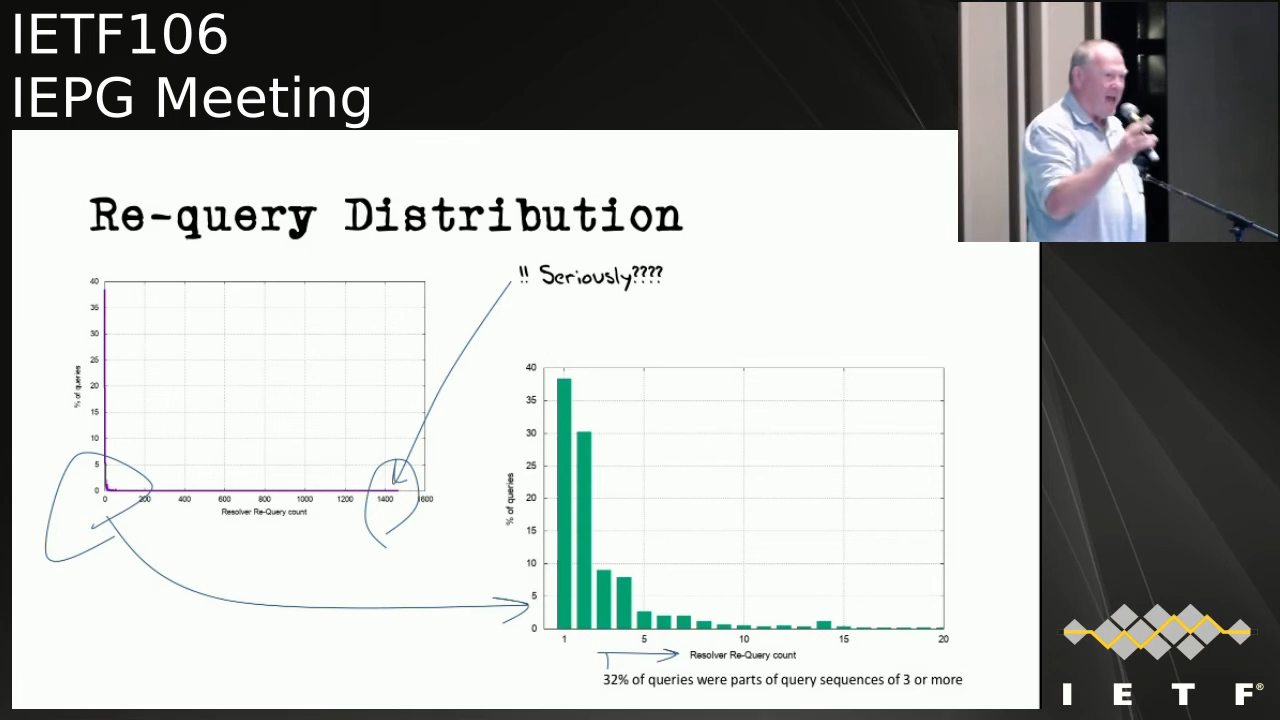 IETF106
IEPG Meeting
Re-query Distribution
!! Seriously????
40
35
30
25
20
15
10
5
0
% of queries
0 200 400 600 800 1000 1200 1400 1600
Resolver Re-Query count
40
35
30
25
20
15
10
5
0
% of queries
1 5 10 15 20
Resolver Re-Query count
32% of queries were parts of query sequences of 3 or more
I E T F®